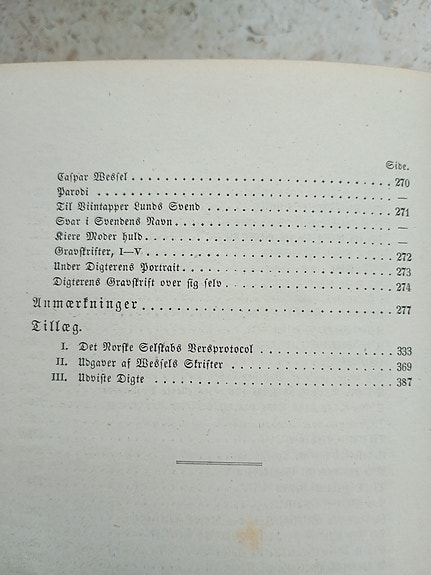 Side.
Caspar Wessel 270
Parodi —
Til Viintapper Lunds Svend 271
Svar i Svendens Navn —
Kiere Moder huld —
Gravskrifter, I—V 272
Under Digterens Portrait 273
Digterens Gravskrift over sig selv 274
Anmærkninger 277
Tillæg.
I. Det Norske Selskabs Versprotocol 333
II. Udgaver af Wessels Skrifter 369
III. Udviste Digte 387